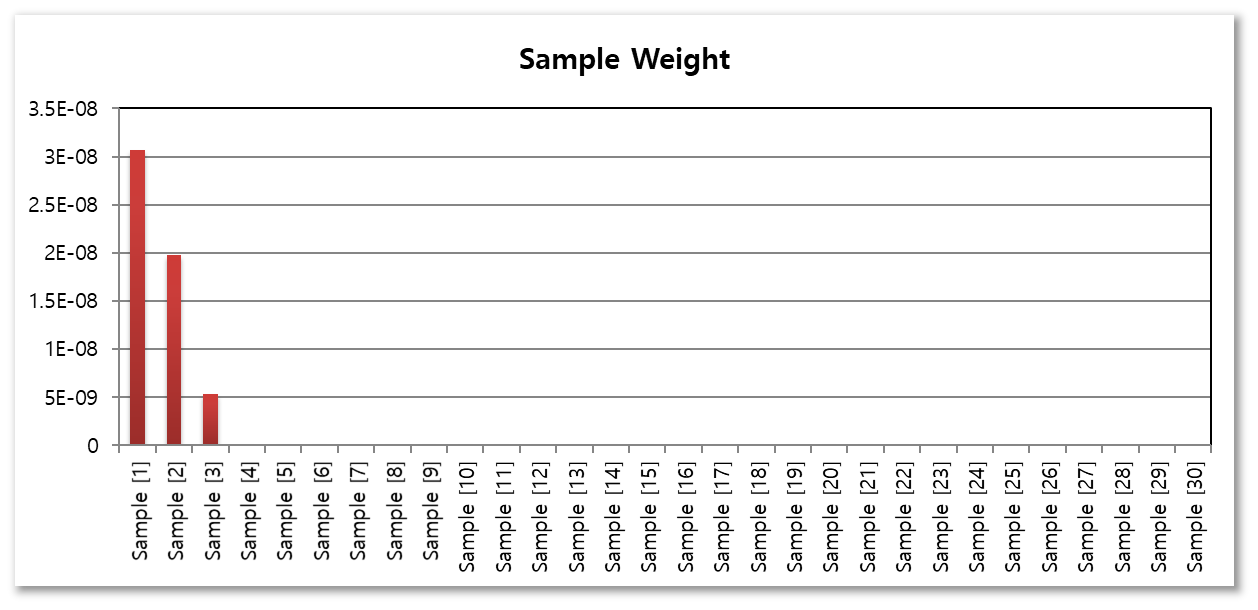 Sample Weight
3.5E-08
3E-08
2.5E-08
2E-08
1.5E-08
1E-08
5E-09
0
Sample [1]
Sample [2]
Sample [3]
Sample [4]
Sample [5]
Sample [6]
Sample [7]
Sample [8]
Sample [9]
Sample [10]
Sample [11]
Sample [12]
Sample [13]
Sample [14]
Sample [15]
Sample [16]
Sample [17]
Sample [18]
Sample [19]
Sample [20]
Sample [21]
Sample [22]
Sample [23]
Sample [24]
Sample [25]
Sample [26]
Sample [27]
Sample [28]
Sample [29]
Sample [30]